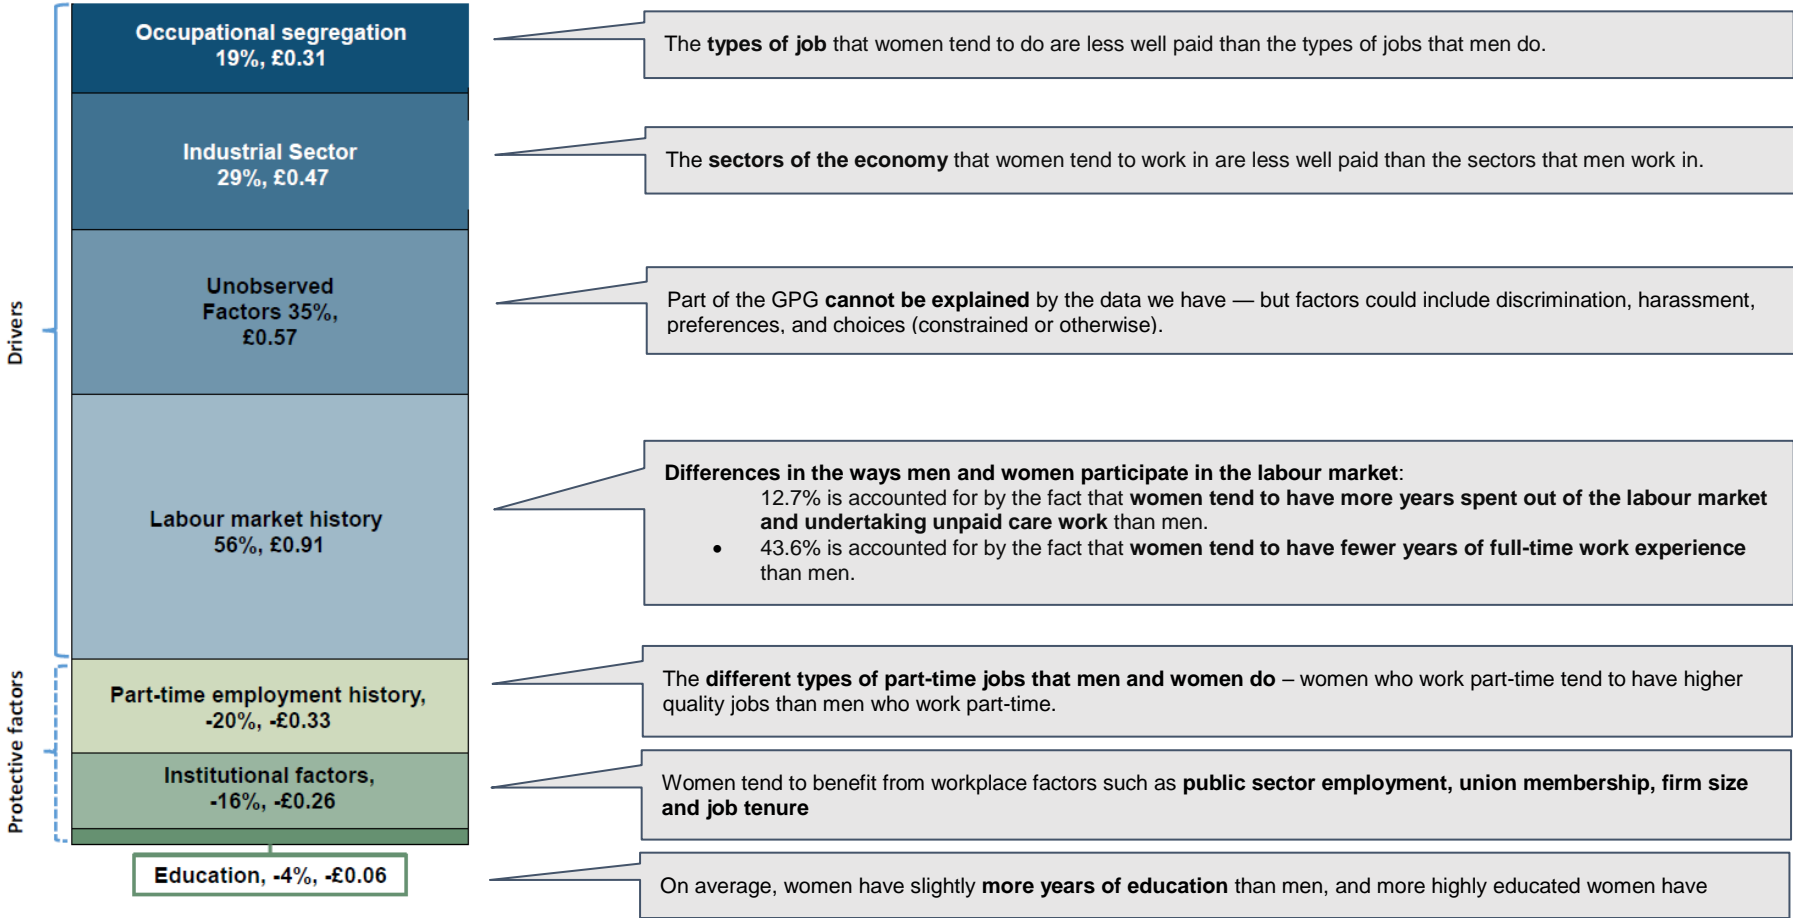 Drivers
Occupational segregation
19%, £0.31
The types of job that women tend to do are less well paid than the types of jobs that men do.
Industrial Sector
29%, £0.47
The sectors of the economy that women tend to work in are less well paid than the sectors that men work in.
Unobserved
Factors 35%,
£0.57
Part of the GPG cannot be explained by the data we have — but factors could include discrimination, harassment,
preferences, and choices (constrained or otherwise).
Labour market history
56%, £0.91
Differences in the ways men and women participate in the labour market:
12.7% is accounted for by the fact that women tend to have more years spent out of the labour market
and undertaking unpaid care work than men.
• 43.6% is accounted for by the fact that women tend to have fewer years of full-time work experience
than men.
Protective factors
Part-time employment history,
-20%, -£0.33
The different types of part-time jobs that men and women do – women who work part-time tend to have higher
quality jobs than men who work part-time.
Institutional factors,
-16%, -£0.26
Women tend to benefit from workplace factors such as public sector employment, union membership, firm size
and job tenure
Education, -4%, -£0.06
On average, women have slightly more years of education than men, and more highly educated women have